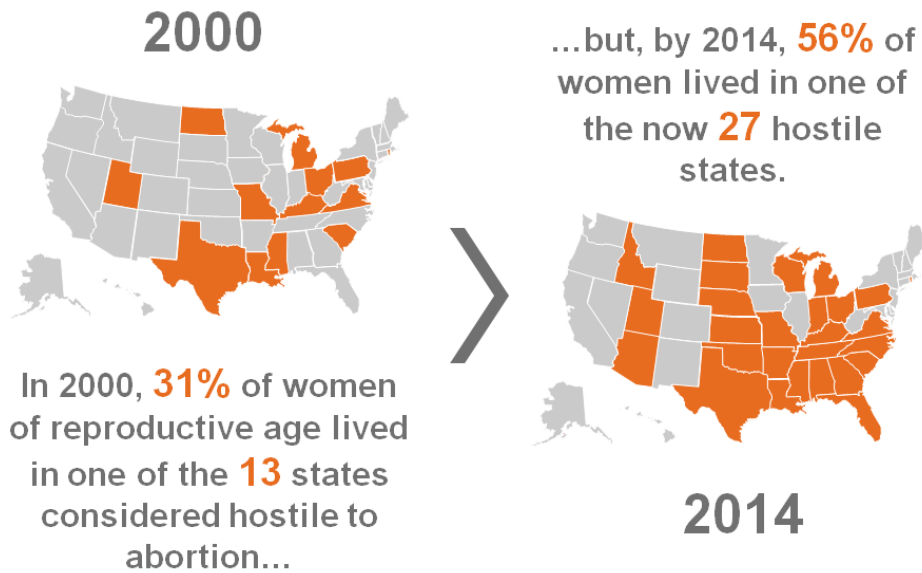 2000
In 2000, 31% of women
of reproductive age lived
in one of the 13 states
considered hostile to
abortion...
...but, by 2014, 56% of
women lived in one of
the now 27 hostile
states.
2014